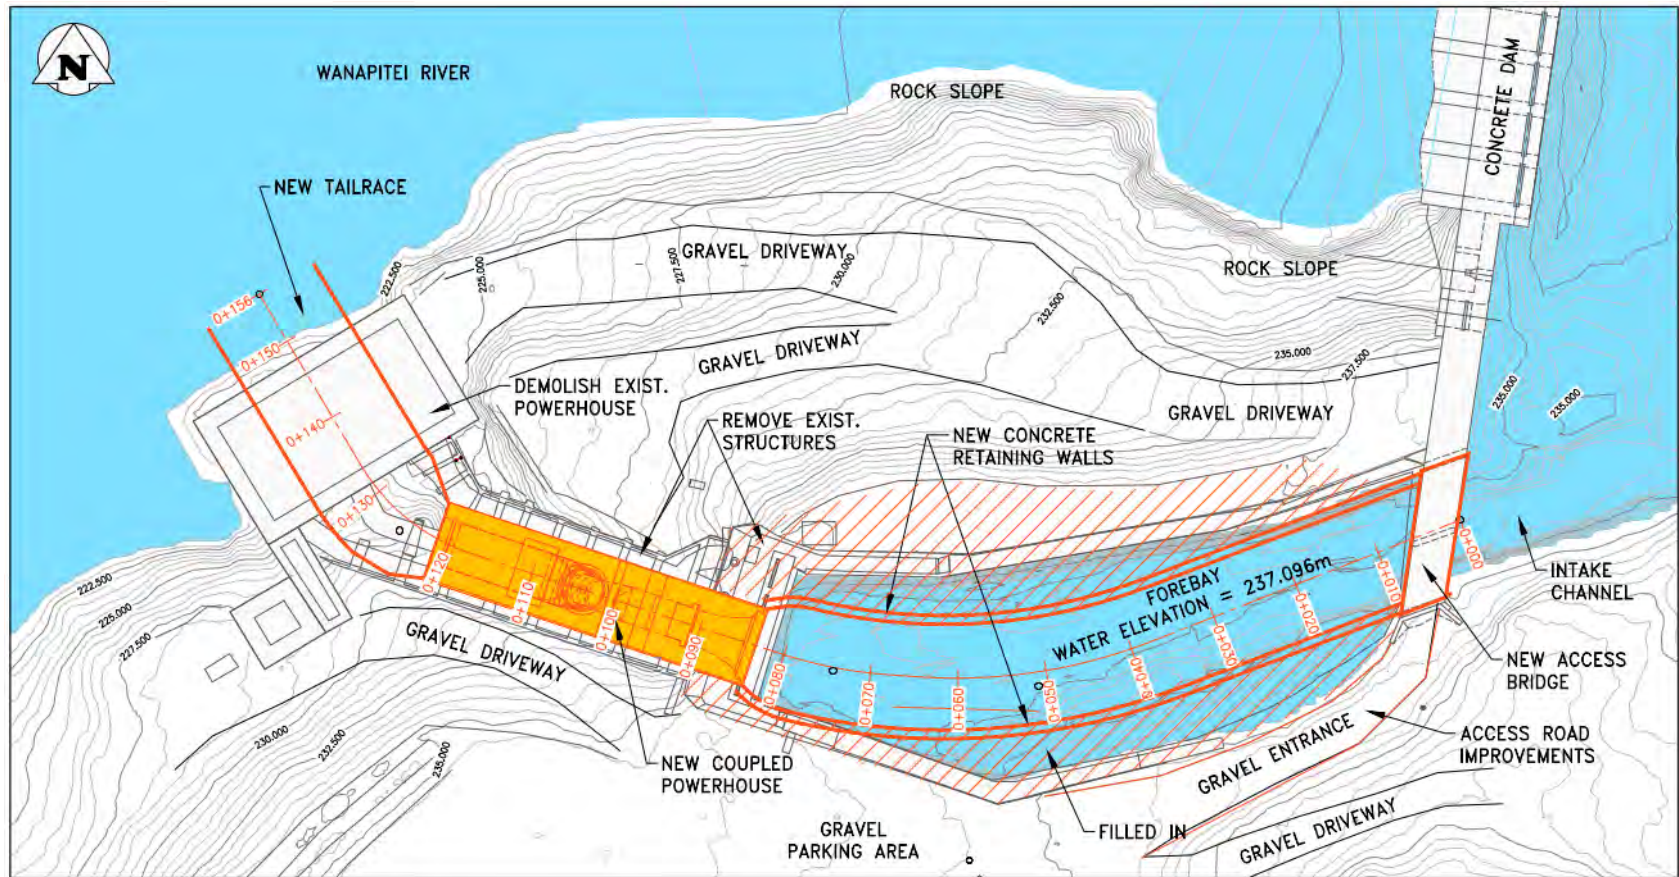 N
WANAPITEI RIVER
ROCK SLOPE
CONCRETE DAM
NEW TAILRACE
GRAVEL DRIVEWAY
ROCK SLOPE
222.500
225.000
227.500
230.000
232.500
235.000
237.500
235.000
235.000
0+156
0+150
0+140
0+130
GRAVEL DRIVEWAY
DEMOLISH EXIST.
POWERHOUSE
REMOVE EXIST.
STRUCTURES
NEW CONCRETE
RETAINING WALLS
GRAVEL DRIVEWAY
0+120
0+110
0+100
0+090
0+080
0+070
0+060
0+050
0+030
0+020
0+010
0+000
FOREBAY
WATER ELEVATION = 237.096m
INTAKE
CHANNEL
222.500
225.000
227.500
230.000
232.500
235.000
GRAVEL DRIVEWAY
NEW ACCESS
BRIDGE
NEW COUPLED
POWERHOUSE
GRAVEL ENTRANCE
ACCESS ROAD
IMPROVEMENTS
GRAVEL
PARKING AREA
FILLED IN
GRAVEL DRIVEWAY